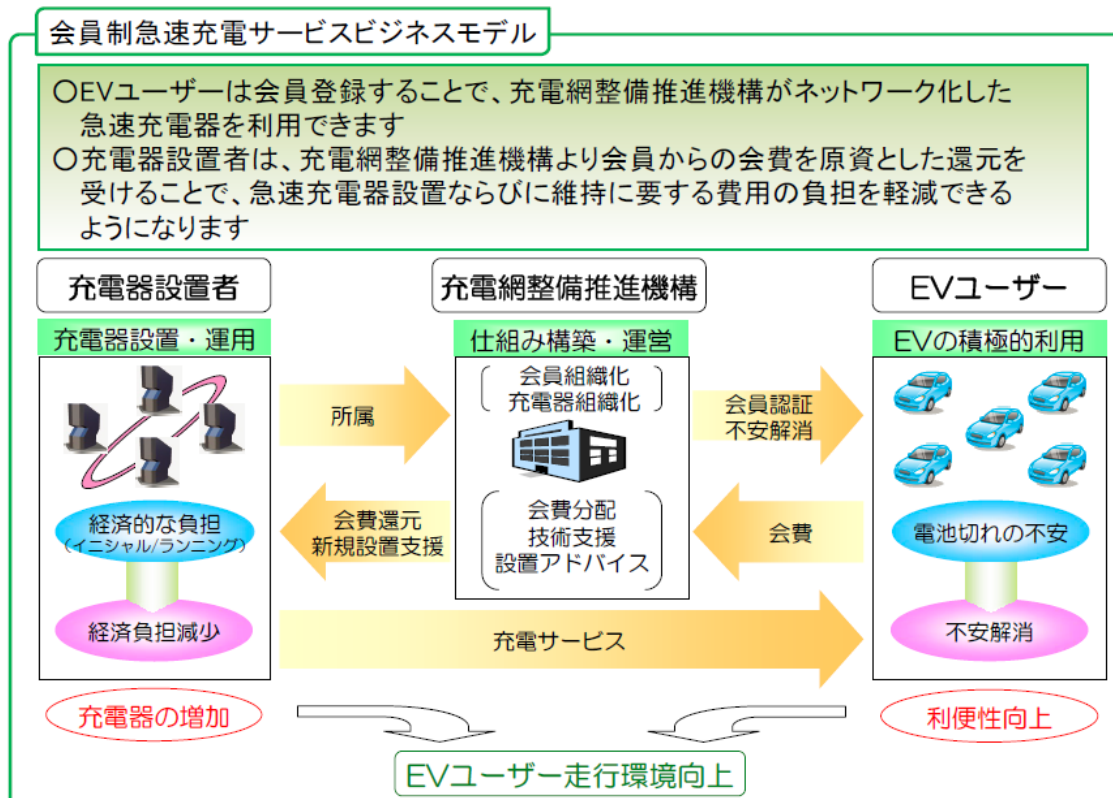 会員制急速充電サービスビジネスモデル
○EVユーザーは会員登録することで、充電網整備推進機構がネットワーク化した
急速充電器を利用できます
○充電器設置者は、充電網整備推進機構より会員からの会費を原資とした還元を
受けることで、急速充電器設置ならびに維持に要する費用の負担を軽減できる
ようになります
充電器設置者
充電網整備推進機構
EVユーザー
充電器設置・運用
仕組み構築・運営
EVの積極的利用
会員組織化
充電器組織化
所属
会員認証
不安解消
経済的な負担
(イニシャル/ランニング)
会費還元
新規設置支援
会費分配
技術支援
設置アドバイス
会費
電池切れの不安
経済負担減少
充電サービス
不安解消
充電器の増加
利便性向上
EVユーザー走行環境向上